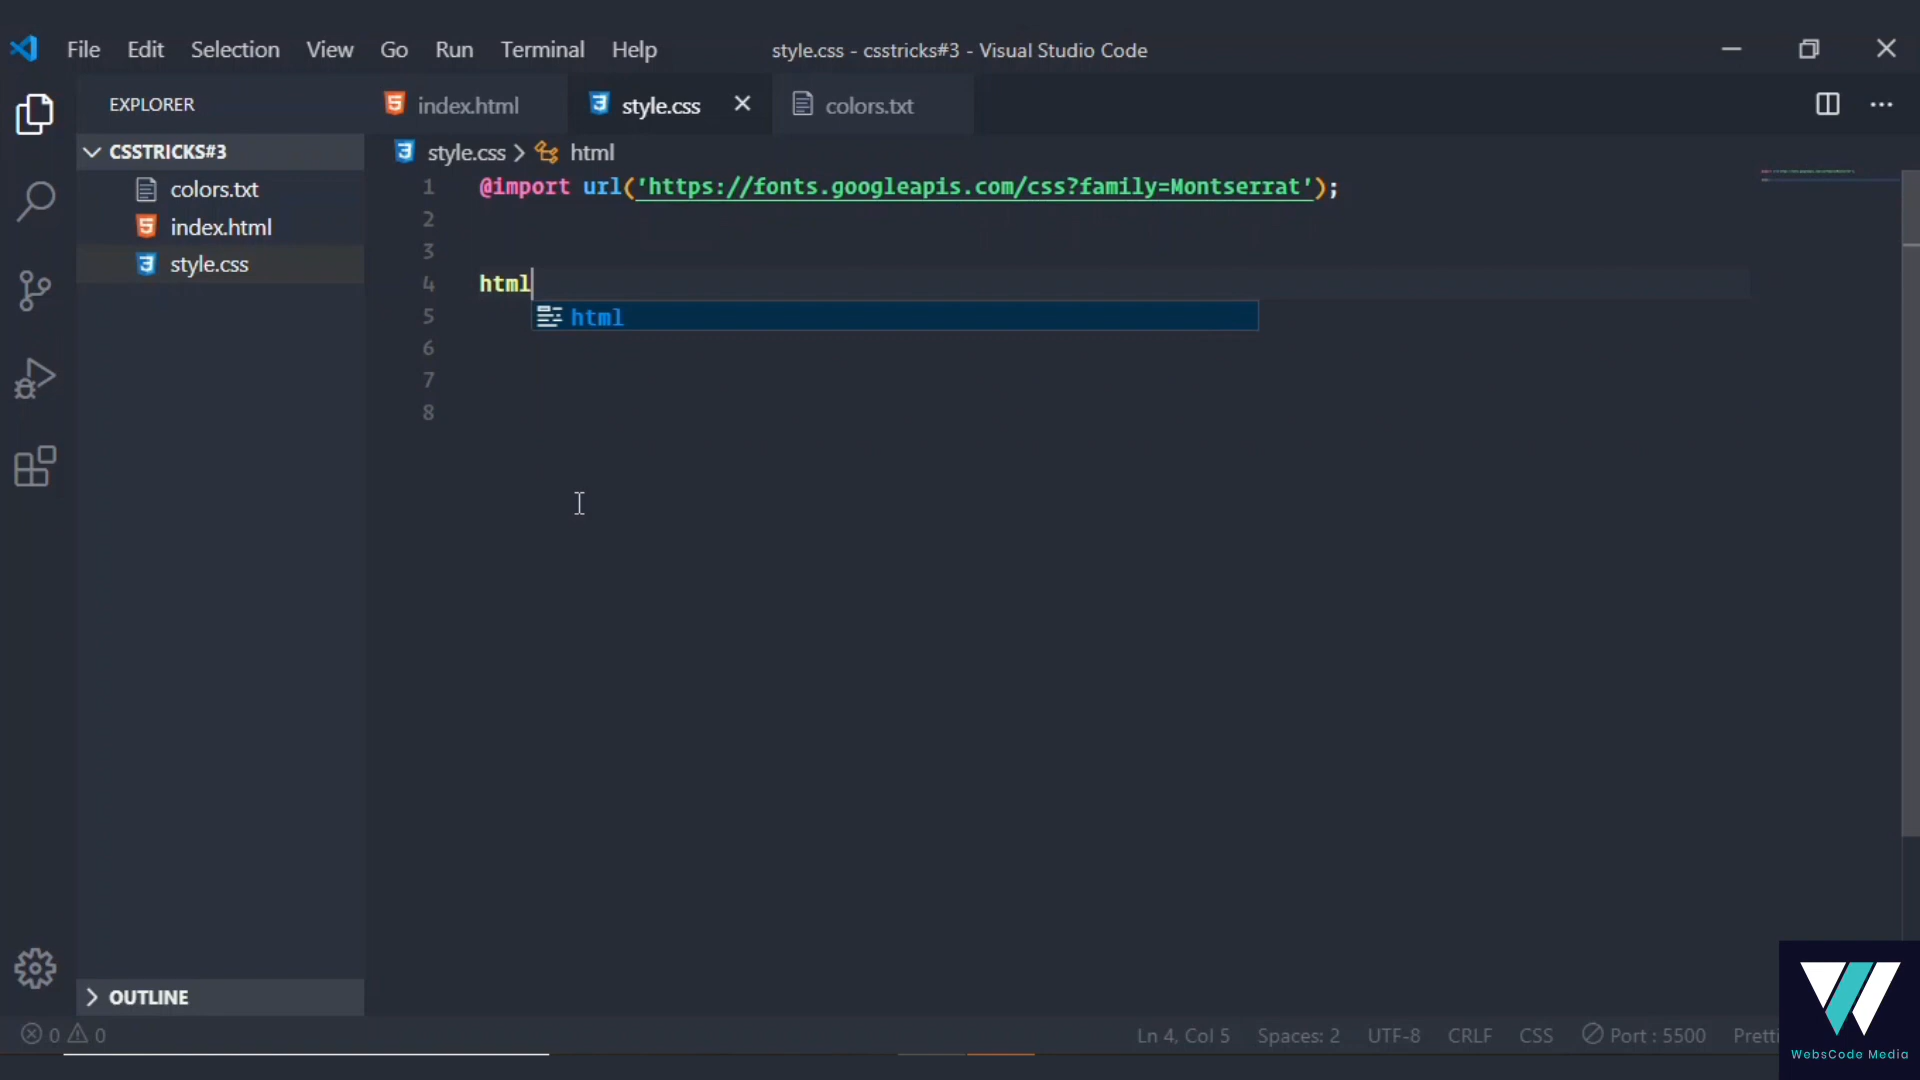 File Edit Selection View Go Run Terminal Help
style.css - csstricks#3 - Visual Studio Code
EXPLORER
CSSTRICKS#3
colors.txt
index.html
style.css
OUTLINE
index.html
style.css
colors.txt
style.css > html
1 @import url('https://fonts.googleapis.com/css?family=Montserrat');
2
3
4 html
html
5
6
7
8
0 0
Ln 4, Col 5 Spaces: 2 UTF-8 CRLF CSS Port : 5500 Pretti
WebsCode Media